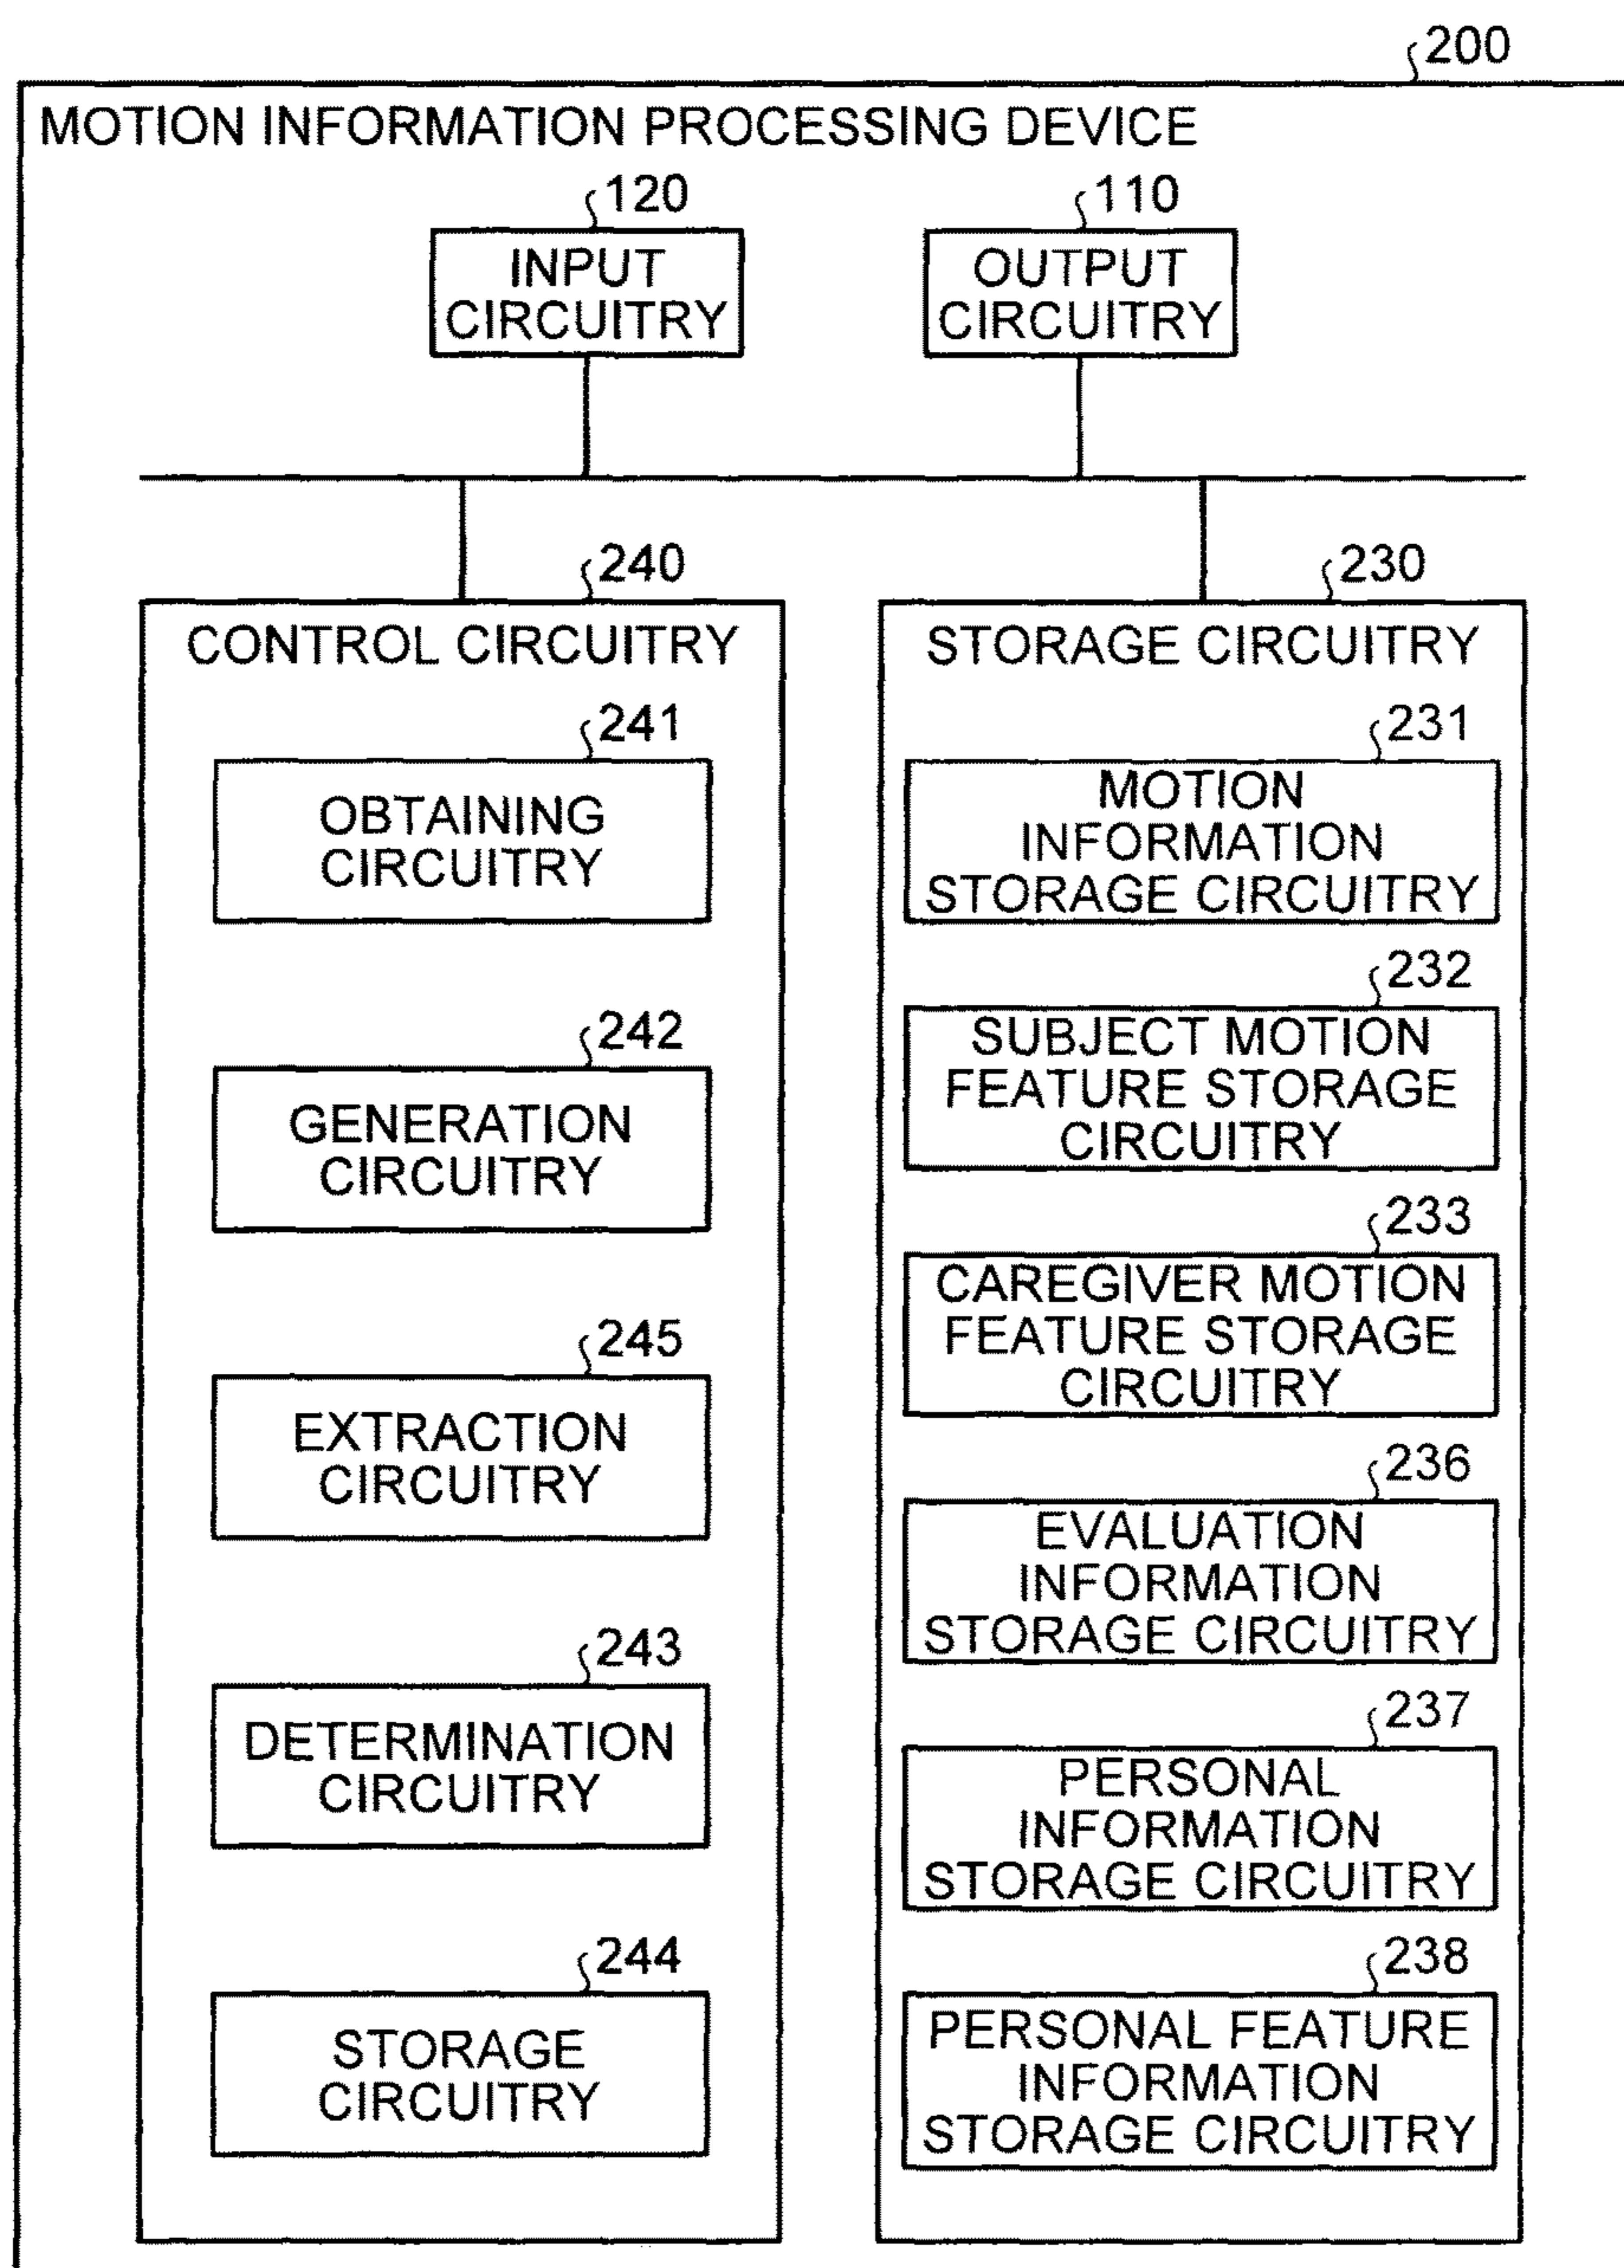 200
MOTION INFORMATION PROCESSING DEVICE
120
INPUT
CIRCUITRY
110
OUTPUT
CIRCUITRY
240
CONTROL CIRCUITRY
241
OBTAINING
CIRCUITRY
242
GENERATION
CIRCUITRY
245
EXTRACTION
CIRCUITRY
243
DETERMINATION
CIRCUITRY
244
STORAGE
CIRCUITRY
230
STORAGE CIRCUITRY
231
MOTION
INFORMATION
STORAGE CIRCUITRY
232
SUBJECT MOTION
FEATURE STORAGE
CIRCUITRY
233
CAREGIVER MOTION
FEATURE STORAGE
CIRCUITRY
236
EVALUATION
INFORMATION
STORAGE CIRCUITRY
237
PERSONAL
INFORMATION
STORAGE CIRCUITRY
238
PERSONAL FEATURE
INFORMATION
STORAGE CIRCUITRY